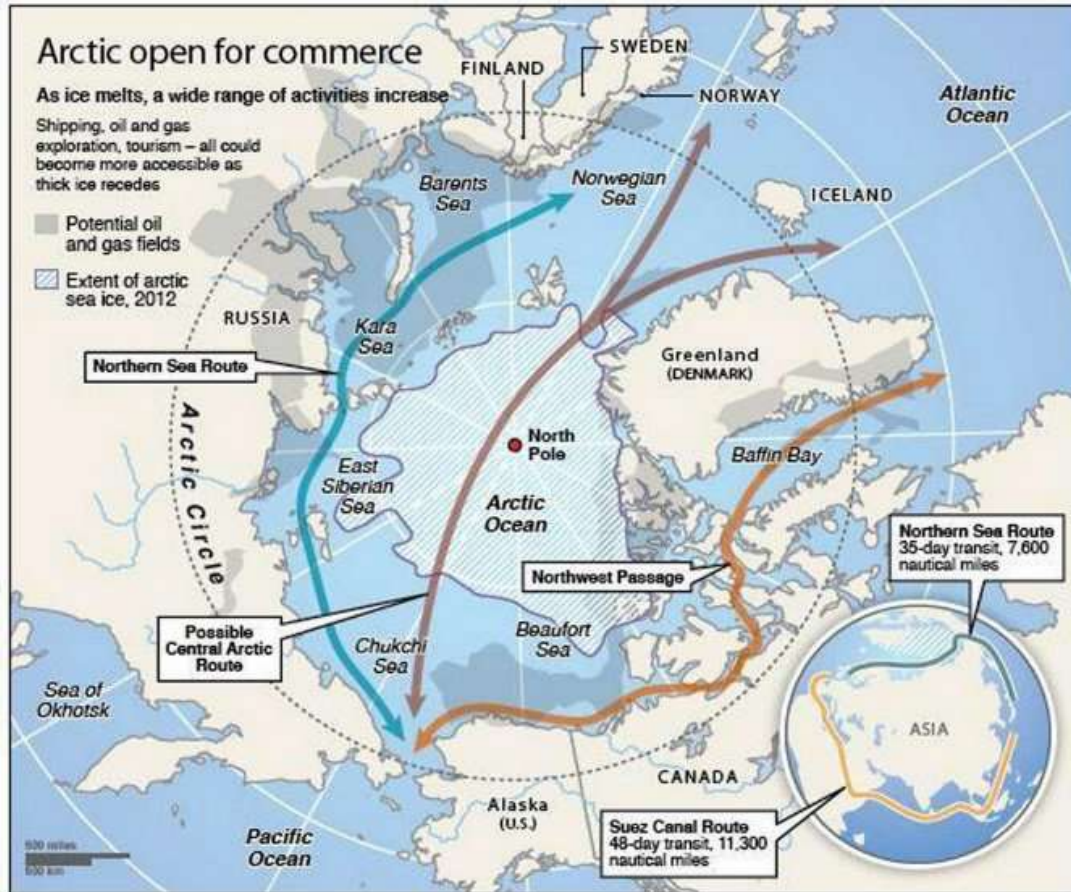 Arctic open for commerce
As ice melts, a wide range of activities increase
Shipping, oil and gas
exploration, tourism – all could
become more accessible as
thick ice recedes
Potential oil
and gas fields
Extent of arctic
sea ice, 2012
FINLAND
SWEDEN
NORWAY
Atlantic
Ocean
Barents
Sea
Norwegian
Sea
ICELAND
RUSSIA
Kara
Sea
Northern Sea Route
Greenland
(DENMARK)
Arctic Circle
North
Pole
Baffin Bay
East
Siberian
Sea
Arctic
Ocean
Northern Sea Route
35-day transit, 7,600
nautical miles
Northwest Passage
Possible
Central Arctic
Route
Chukchi
Sea
Beaufort
Sea
Sea of
Okhotsk
ASIA
CANADA
Alaska
(U.S.)
Suez Canal Route
48-day transit, 11,300
nautical miles
Pacific
Ocean
miles
km